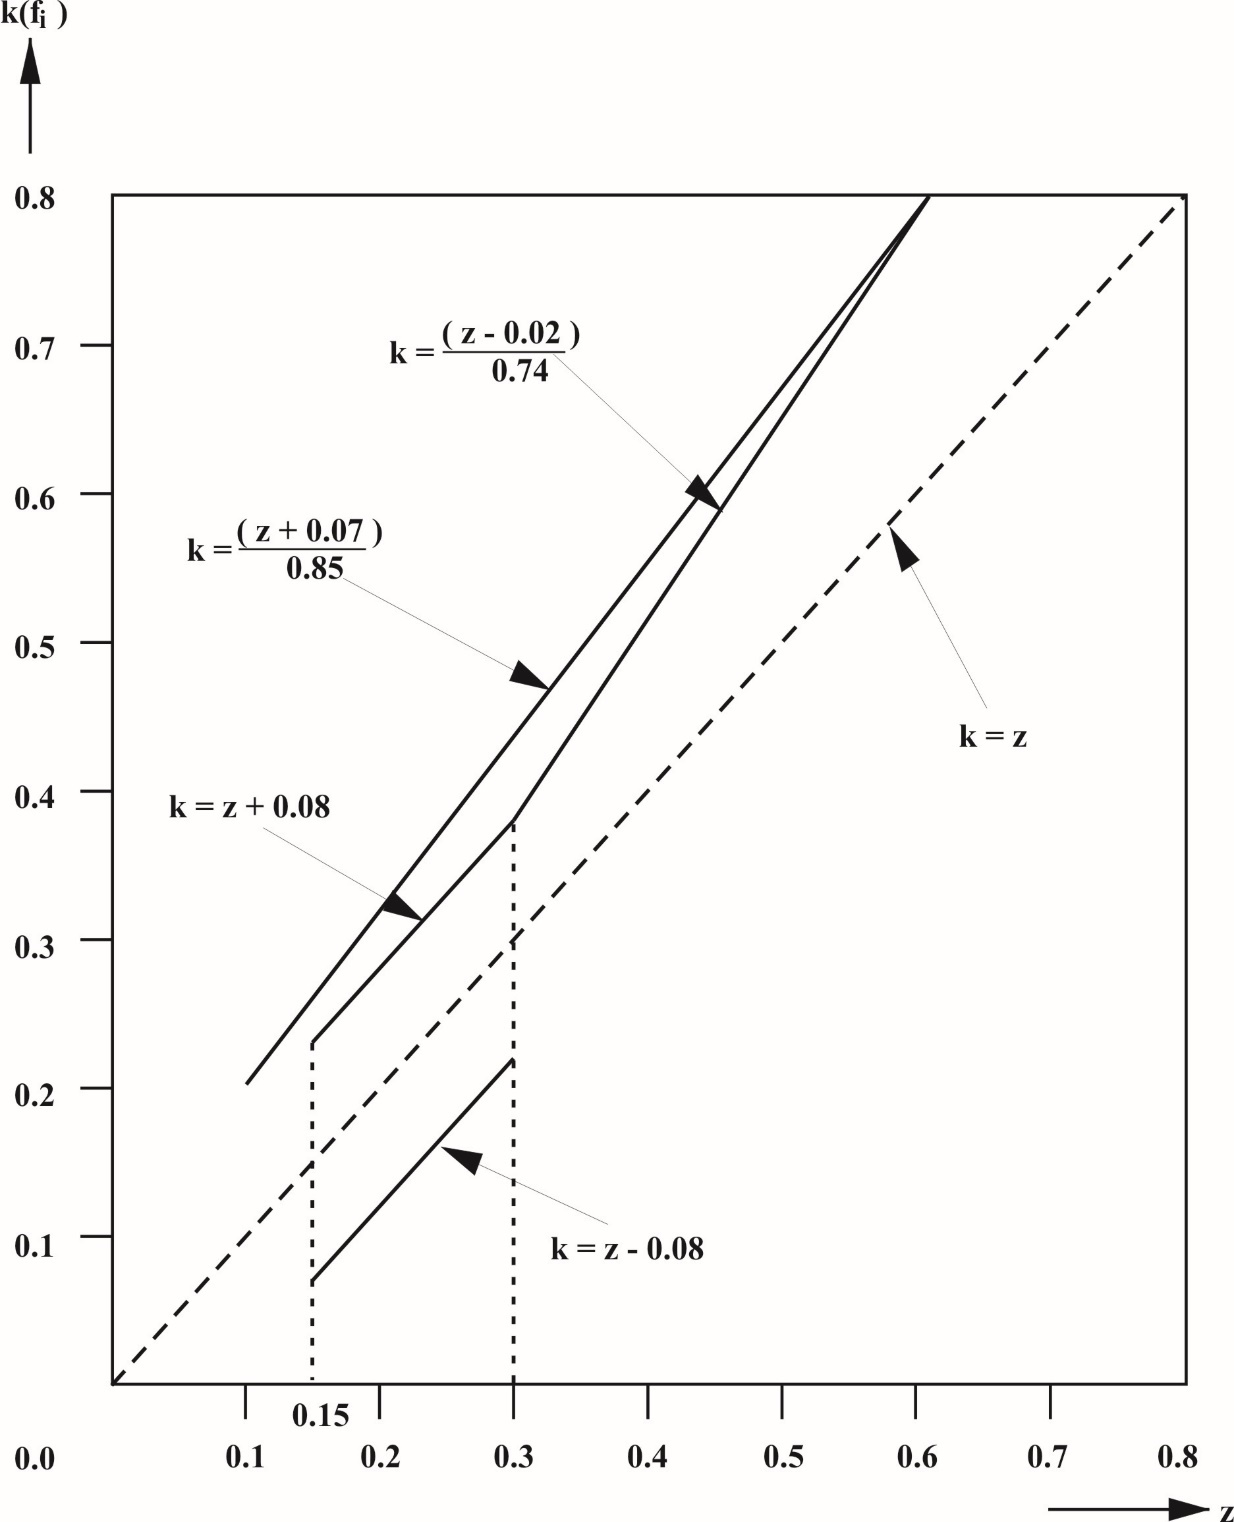 k(fi )
0.8
k = ( z - 0.02 )
0.74
0.7
0.6
k = ( z + 0.07 )
0.85
0.5
k = z
0.4
k = z + 0.08
0.3
0.2
0.1
k = z - 0.08
0.15
0.0 0.1 0.2 0.3 0.4 0.5 0.6 0.7 0.8
z